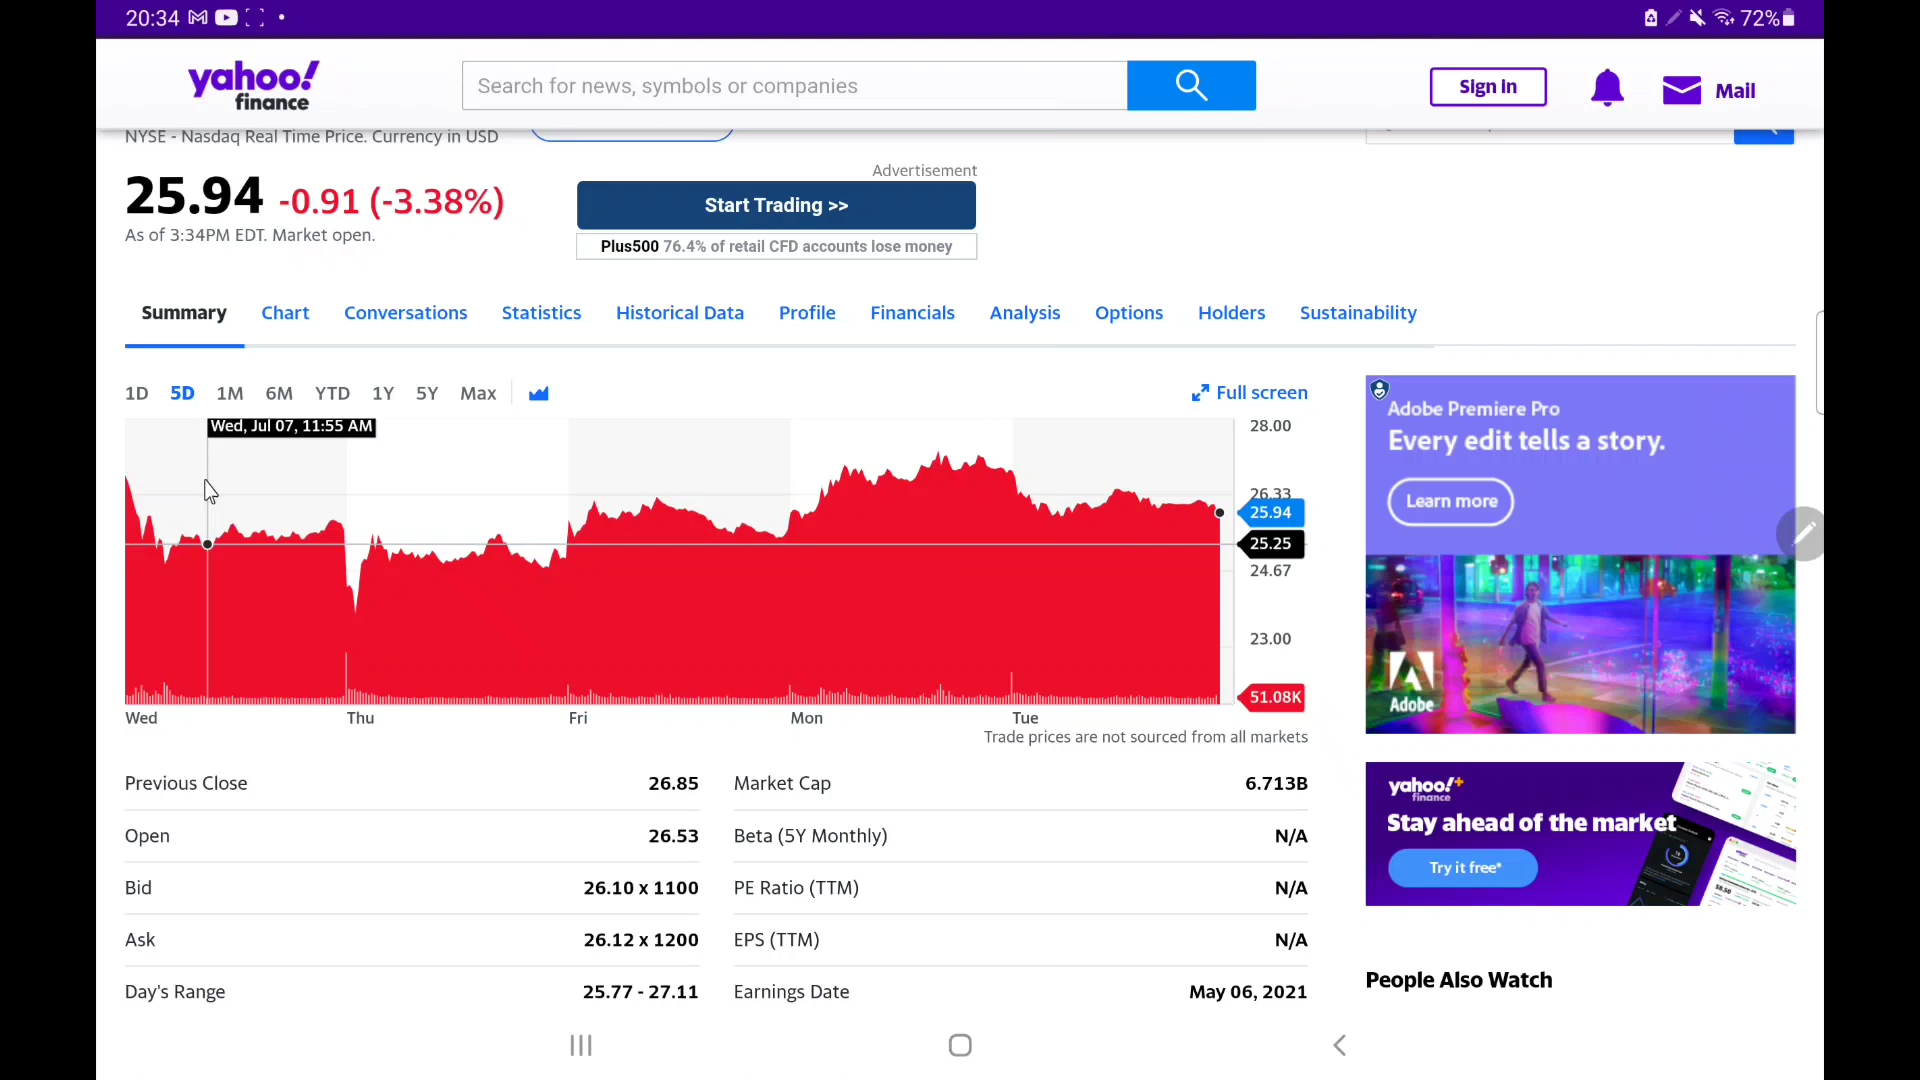 20:34
72%
yahoo!
finance
Search for news, symbols or companies
Sign In
Mail
NYSE - Nasdaq Real Time Price. Currency in USD
25.94 -0.91 (-3.38%)
As of 3:34PM EDT. Market open.
Advertisement
Start Trading >>
Plus500 76.4% of retail CFD accounts lose money
Summary Chart Conversations Statistics Historical Data Profile Financials Analysis Options Holders Sustainability
1D 5D 1M 6M YTD 1Y 5Y Max
Full screen
Wed, Jul 07, 11:55 AM
28.00
26.33
25.94
25.25
24.67
23.00
51.08K
Wed Thu Fri Mon Tue
Trade prices are not sourced from all markets
Previous Close 26.85
Open 26.53
Bid 26.10 x 1100
Ask 26.12 x 1200
Day's Range 25.77 - 27.11
Market Cap 6.713B
Beta (5Y Monthly) N/A
PE Ratio (TTM) N/A
EPS (TTM) N/A
Earnings Date May 06, 2021
Adobe Premiere Pro
Every edit tells a story.
Learn more
Adobe
yahoo!+
finance
Stay ahead of the market
Try it free*
People Also Watch